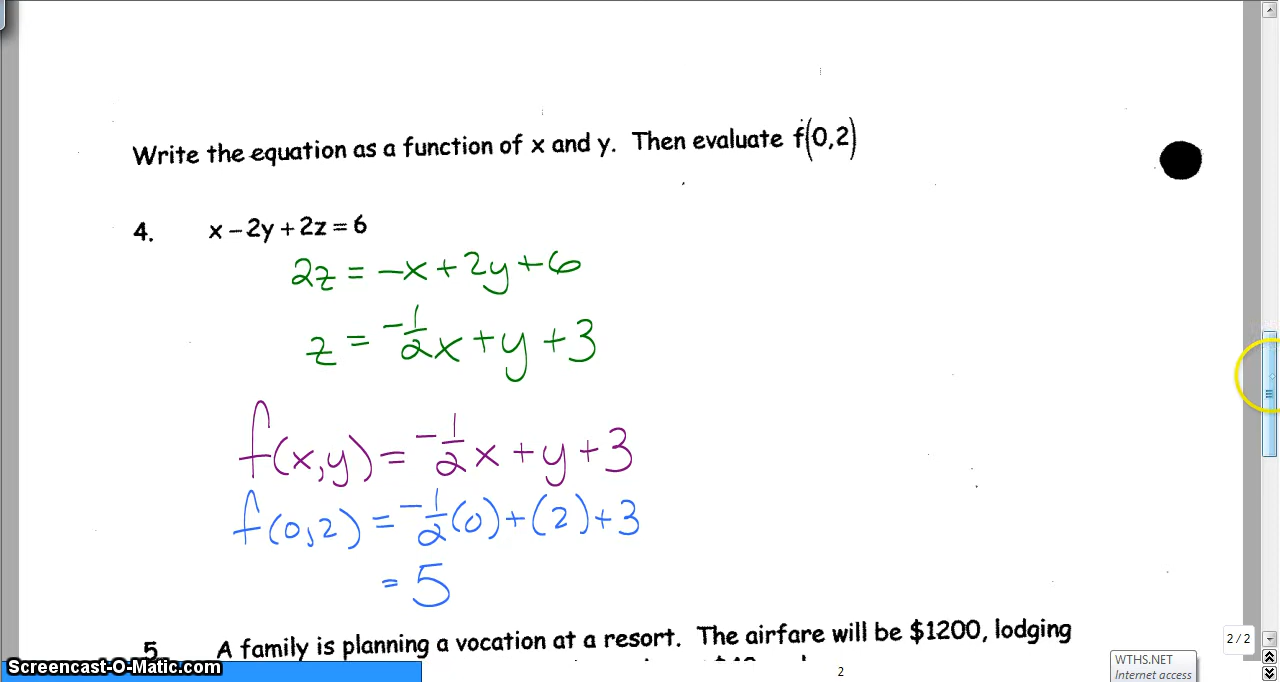 Write the equation as a function of x and y. Then evaluate f(0,2)
4. x - 2y + 2z = 6
2z = -x + 2y + 6
z = -1/2x + y + 3
f(x,y) = -1/2x + y + 3
f(0,2) = -1/2(0) + (2) + 3
= 5
5. A family is planning a vocation at a resort. The airfare will be $1200, lodging
2 / 2
Screencast-O-Matic.com
2
WTHS.NET
Internet access